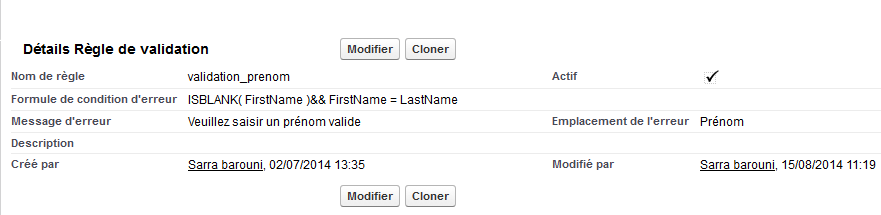 Détails Règle de validation Modifier Cloner
Nom de règle validation_prenom Actif
Formule de condition d'erreur ISBLANK( FirstName )&& FirstName = LastName
Message d'erreur Veuillez saisir un prénom valide Emplacement de l'erreur Prénom
Description
Créé par Sarra barouni, 02/07/2014 13:35 Modifié par Sarra barouni, 15/08/2014 11:19
Modifier Cloner